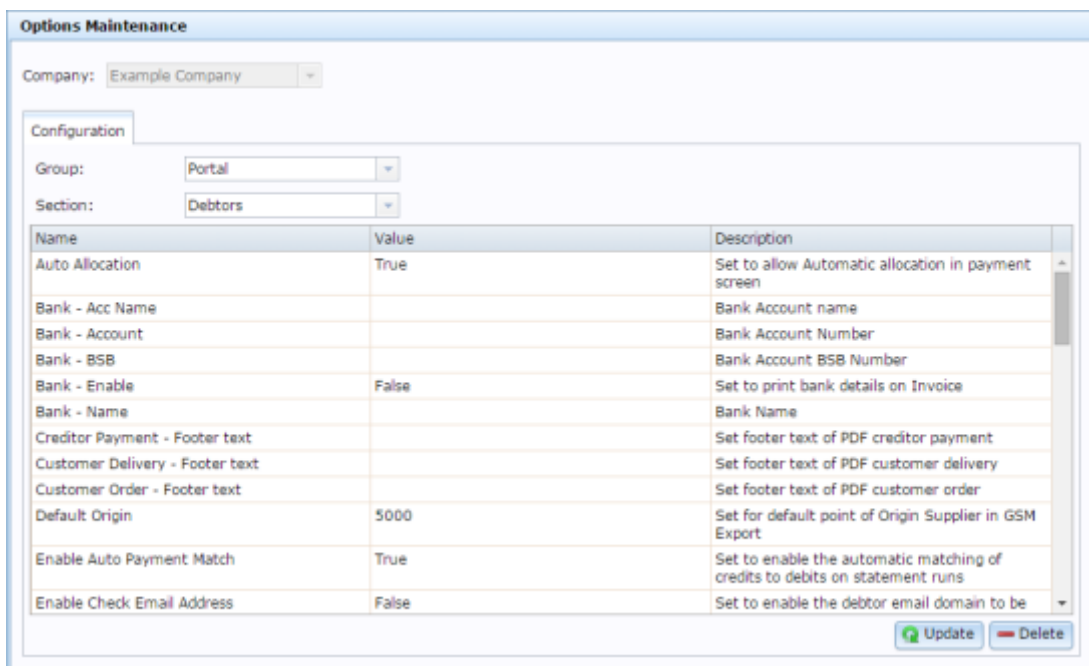 Options Maintenance
Company: Example Company
Configuration
Group: Portal
Section: Debtors
Name Value Description
Auto Allocation True Set to allow Automatic allocation in payment
screen
Bank - Acc Name Bank Account name
Bank - Account Bank Account Number
Bank - BSB Bank Account BSB Number
Bank - Enable False Set to print bank details on Invoice
Bank - Name Bank Name
Creditor Payment - Footer text Set footer text of PDF creditor payment
Customer Delivery - Footer text Set footer text of PDF customer delivery
Customer Order - Footer text Set footer text of PDF customer order
Default Origin 5000 Set for default point of Origin Supplier in GSM
Export
Enable Auto Payment Match True Set to enable the automatic matching of
credits to debits on statement runs
Enable Check Email Address False Set to enable the debtor email domain to be
Update Delete